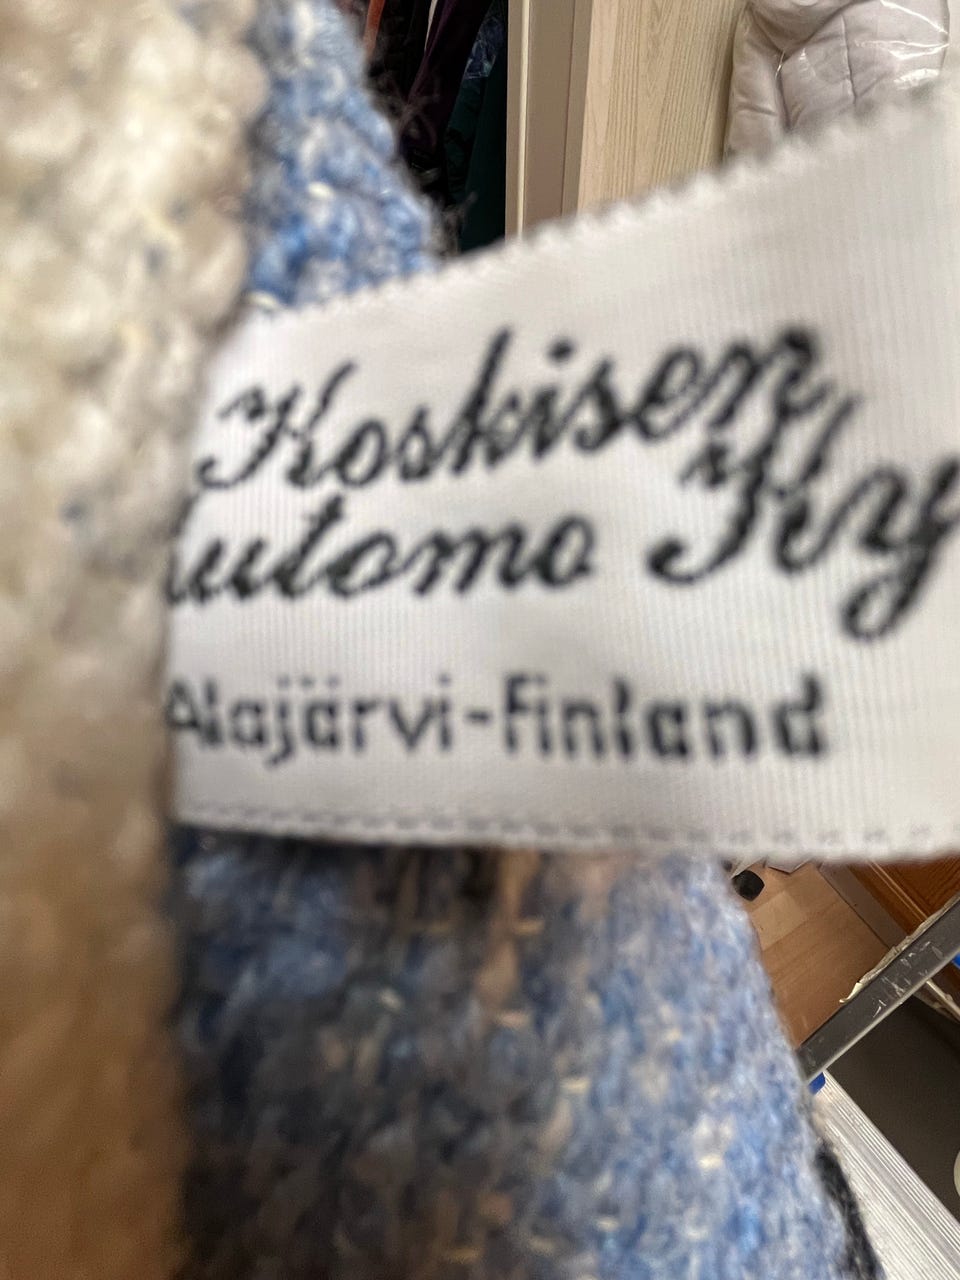 Koskisen
Kutomo Ky
Alajärvi-Finland